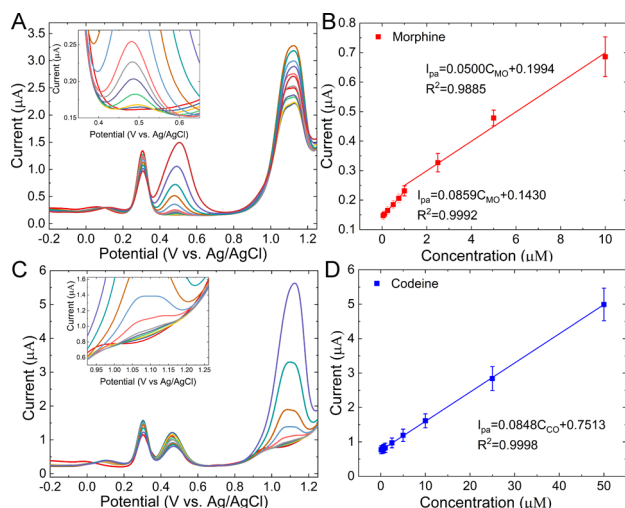 A
Current (µA)
3.5
3.0
2.5
2.0
1.5
1.0
0.5
0.0
-0.2 0.0 0.2 0.4 0.6 0.8 1.0 1.2
Potential (V vs. Ag/AgCl)
Current (µA)
0.25
0.20
0.15
0.4 0.5 0.6
Potential (V vs. Ag/AgCl)
B
Current (µA)
0.8
0.7
0.6
0.5
0.4
0.3
0.2
0.1
0 2 4 6 8 10
Concentration (µM)
Morphine
Ipa=0.0500CMO+0.1994
R²=0.9885
Ipa=0.0859CMO+0.1430
R²=0.9992
C
Current (µA)
6
5
4
3
2
1
0
-0.2 0.0 0.2 0.4 0.6 0.8 1.0 1.2
Potential (V vs. Ag/AgCl)
Current (µA)
1.6
1.4
1.2
1.0
0.8
0.6
0.95 1.00 1.05 1.10 1.15 1.20 1.25
Potential (V vs Ag/AgCl)
D
Current (µA)
6
5
4
3
2
1
0
0 10 20 30 40 50
Concentration (µM)
Codeine
Ipa=0.0848CCO+0.7513
R²=0.9998